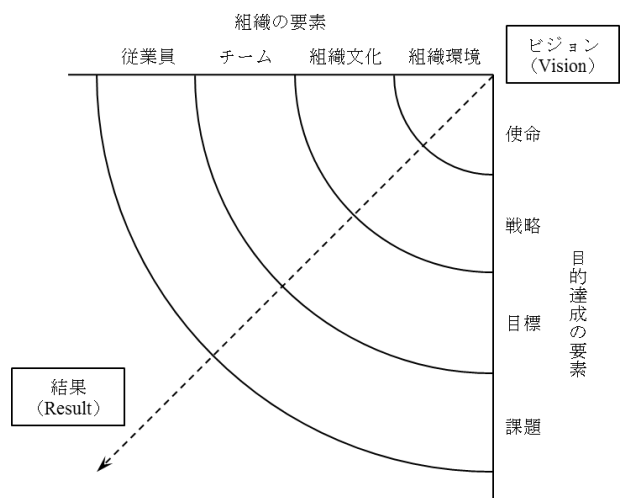 組織の要素
従業員
チーム
組織文化
組織環境
ビジョン
(Vision)
使命
戦略
目標
課題
目的達成の要素
結果
(Result)